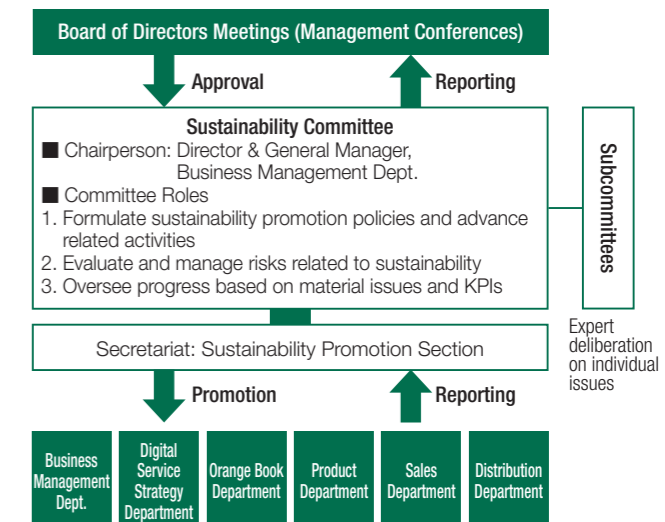 Board of Directors Meetings (Management Conferences)
Approval
Reporting
Sustainability Committee
■ Chairperson: Director & General Manager,
Business Management Dept.
■ Committee Roles
1. Formulate sustainability promotion policies and advance
related activities
2. Evaluate and manage risks related to sustainability
3. Oversee progress based on material issues and KPIs
Subcommittees
Expert
deliberation
on individual
issues
Secretariat: Sustainability Promotion Section
Promotion
Reporting
Business
Management
Dept.
Digital
Service
Strategy
Department
Orange Book
Department
Product
Department
Sales
Department
Distribution
Department